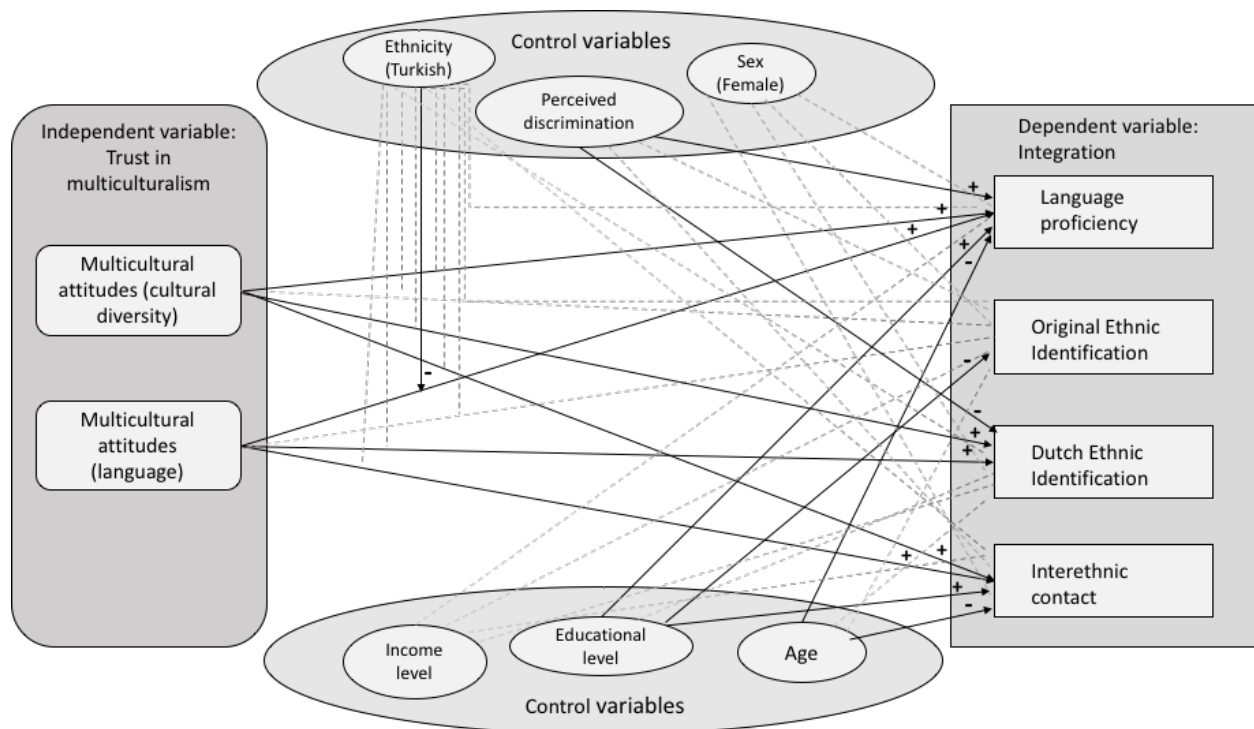 Control variables
Ethnicity
(Turkish)
Sex
(Female)
Perceived
discrimination
Independent variable:
Trust in
multiculturalism
Multicultural
attitudes (cultural
diversity)
Multicultural
attitudes
(language)
Dependent variable:
Integration
Language
proficiency
Original Ethnic
Identification
Dutch Ethnic
Identification
Interethnic
contact
+
+
+
+
-
-
-
-
+
+
+
+
+
-
Income
level
Educational
level
Age
Control variables